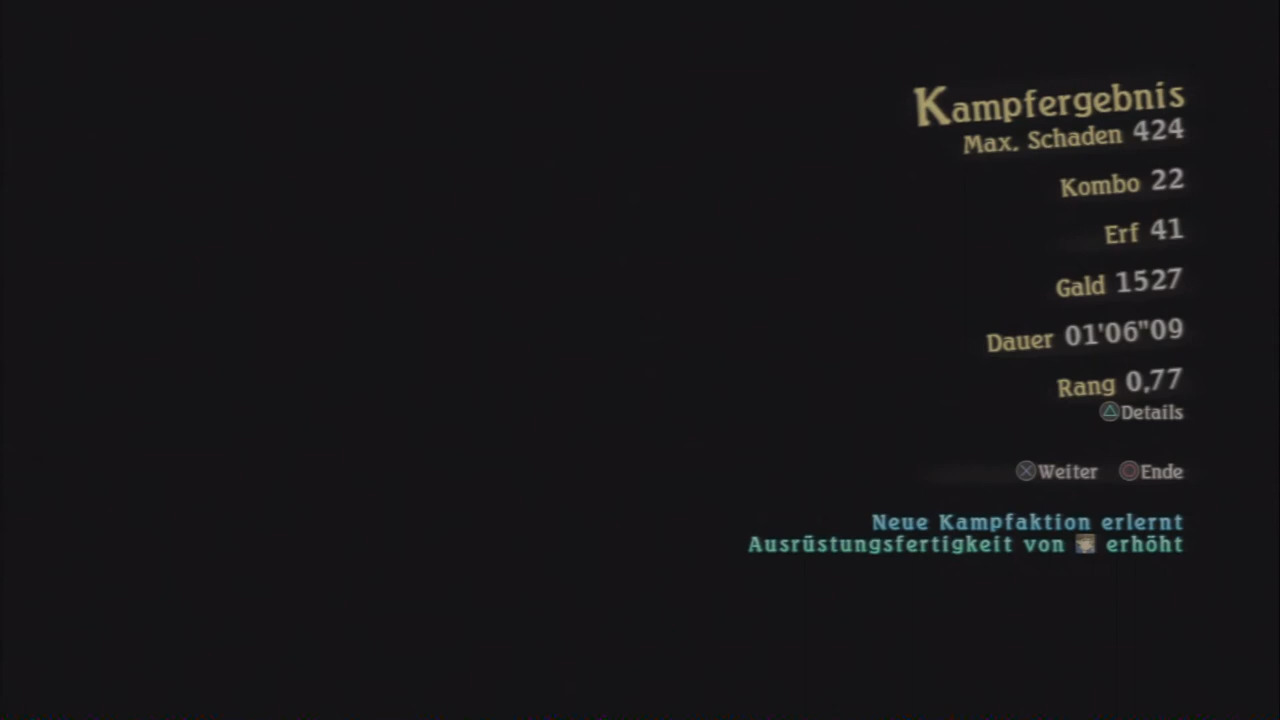 Kampfergebnis
Max. Schaden 424
Kombo 22
Erf 41
Gald 1527
Dauer 01'06"09
Rang 0,77
Details
Weiter Ende
Neue Kampfaktion erlernt
Ausrüstungsfertigkeit von erhöht